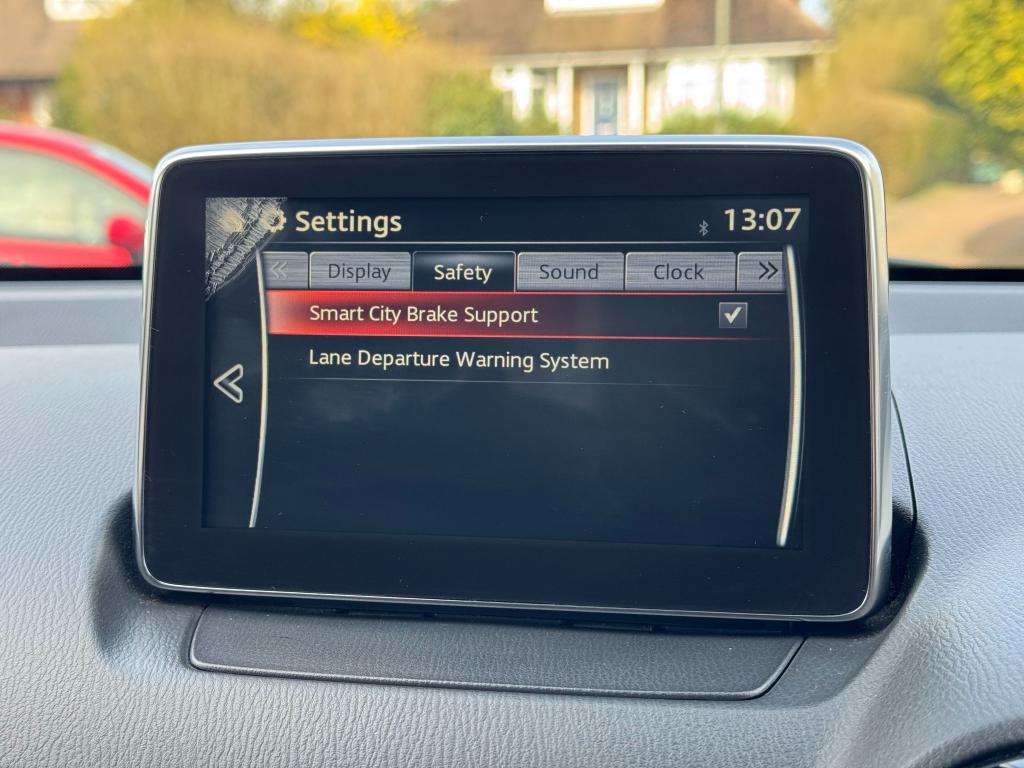 Settings
13:07
Display
Safety
Sound
Clock
Smart City Brake Support
Lane Departure Warning System